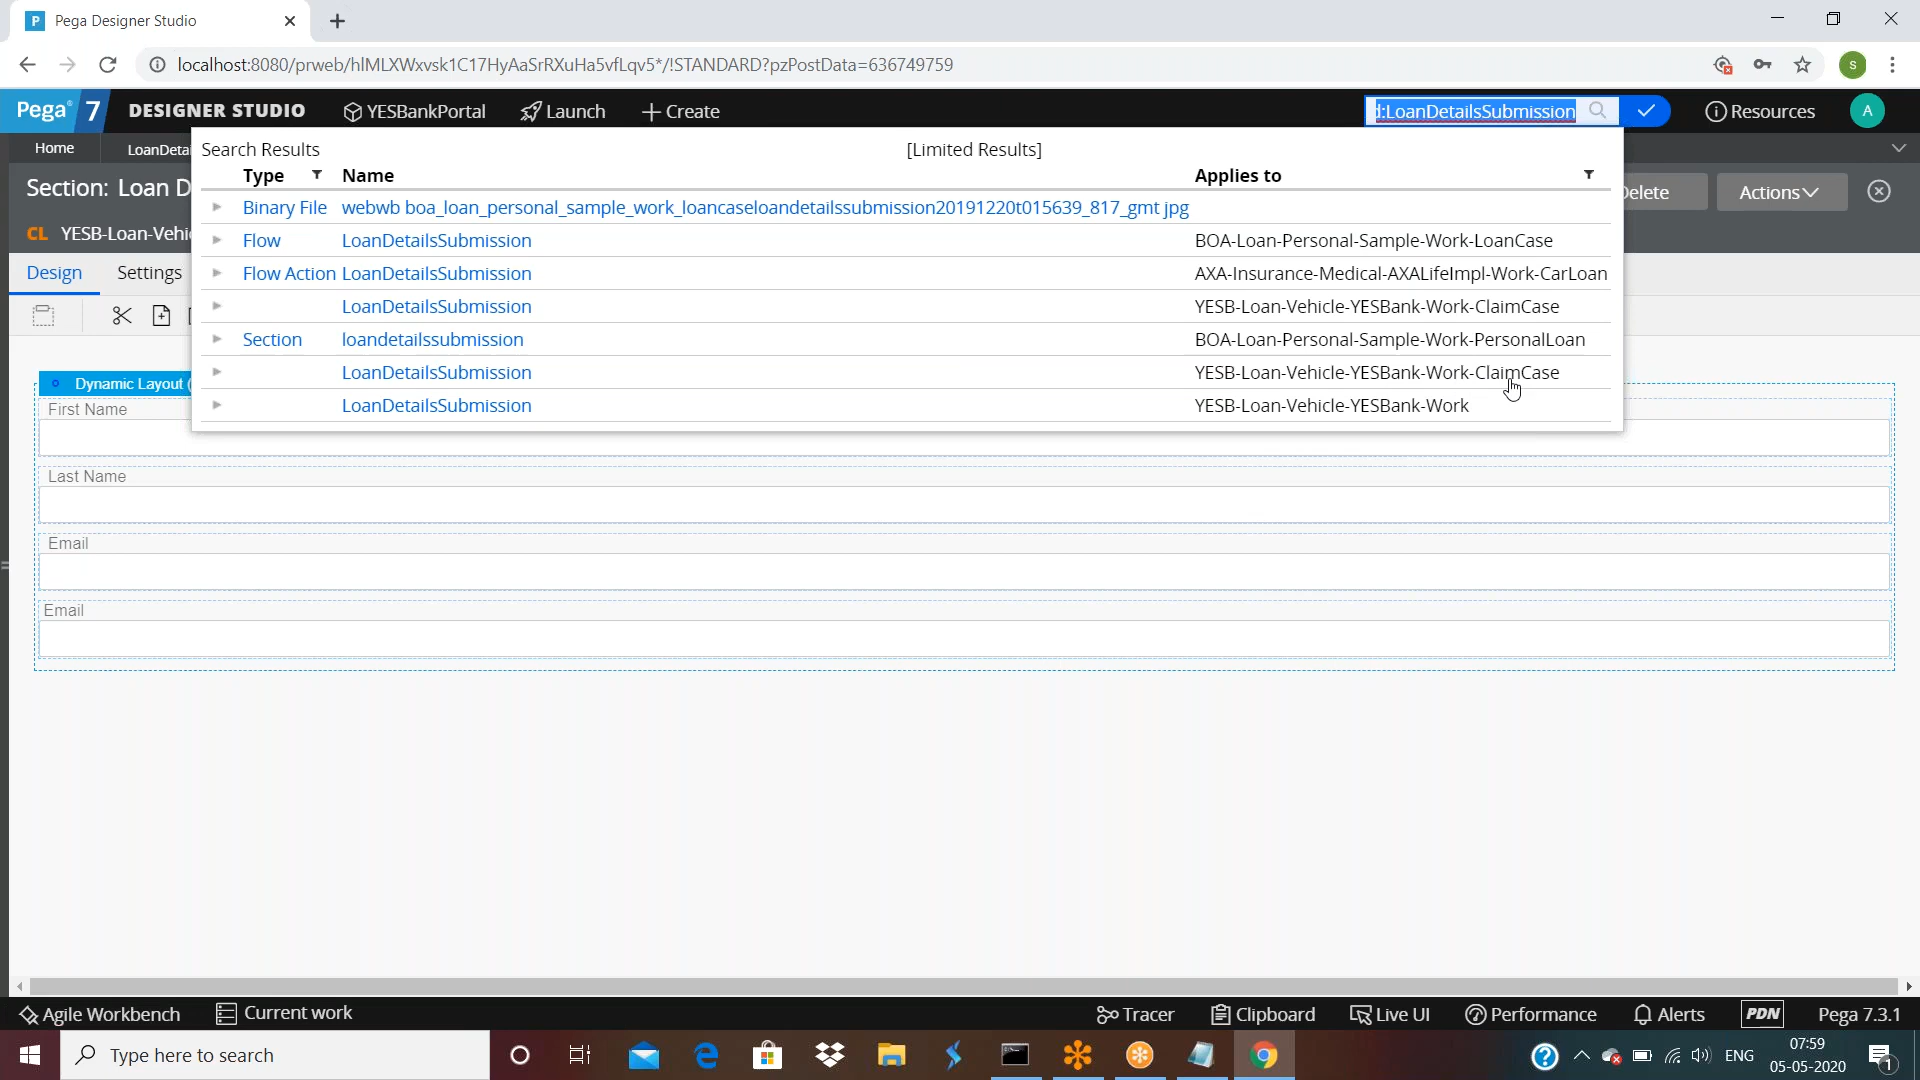 Pega Designer Studio
localhost:8080/prweb/hIMLXWxvsk1C17HyAaSrRXuHa5vfLqv5*/!STANDARD?pzPostData=636749759
Pega 7 DESIGNER STUDIO YESBankPortal Launch Create d:LoanDetailsSubmission Resources A
Home LoanDetai
Section: Loan D Delete Actions
CL YESB-Loan-Vehic
Design Settings
Search Results [Limited Results]
Type Name Applies to
Binary File webwb boa_loan_personal_sample_work_loancaseloandetailssubmission20191220t015639_817_gmt jpg
Flow LoanDetailsSubmission BOA-Loan-Personal-Sample-Work-LoanCase
Flow Action LoanDetailsSubmission AXA-Insurance-Medical-AXALifeImpl-Work-CarLoan
LoanDetailsSubmission YESB-Loan-Vehicle-YESBank-Work-ClaimCase
Section loandetailssubmission BOA-Loan-Personal-Sample-Work-PersonalLoan
LoanDetailsSubmission YESB-Loan-Vehicle-YESBank-Work-ClaimCase
LoanDetailsSubmission YESB-Loan-Vehicle-YESBank-Work
Dynamic Layout (
First Name
Last Name
Email
Email
Agile Workbench Current work Tracer Clipboard Live UI Performance Alerts PDN Pega 7.3.1
Type here to search ENG 07:59
05-05-2020 1